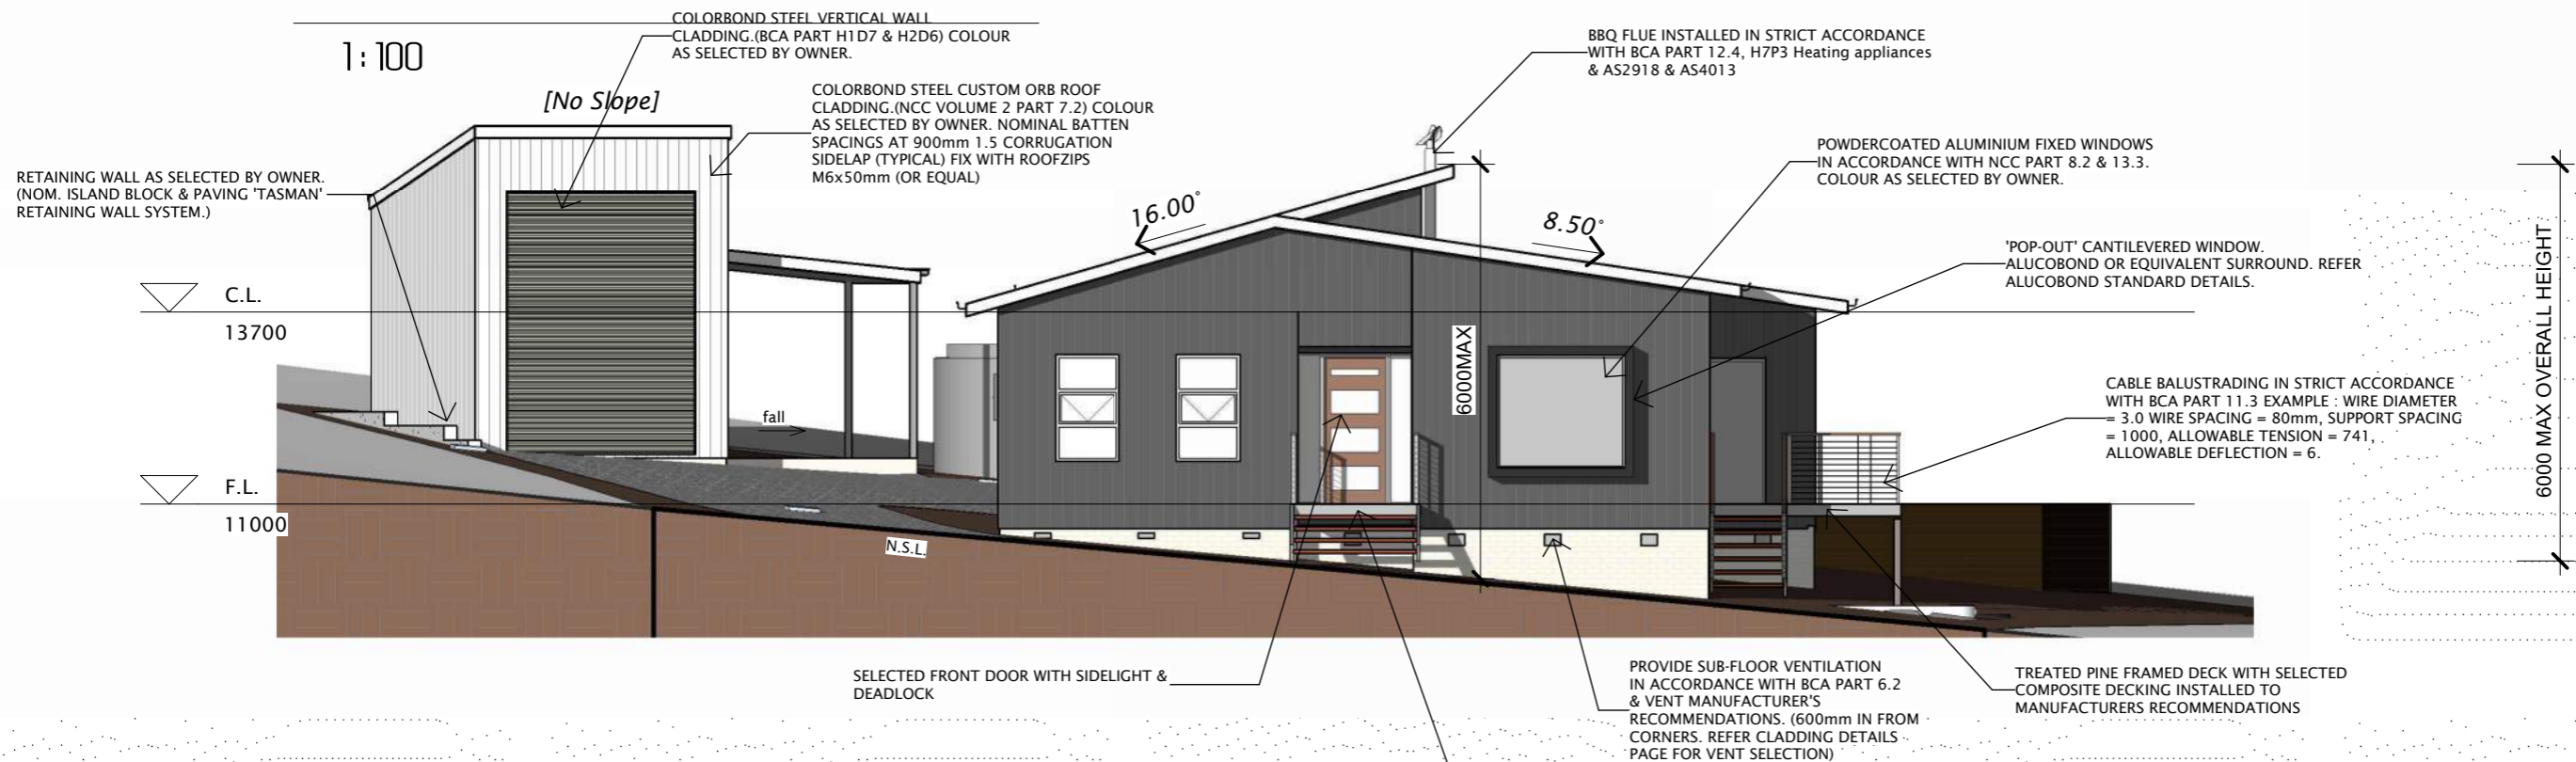 COLORBOND STEEL VERTICAL WALL
CLADDING.(BCA PART H1D7 & H2D6) COLOUR
AS SELECTED BY OWNER.
1:100
BBQ FLUE INSTALLED IN STRICT ACCORDANCE
WITH BCA PART 12.4, H7P3 Heating appliances
& AS2918 & AS4013
[No Slope]
COLORBOND STEEL CUSTOM ORB ROOF
CLADDING.(NCC VOLUME 2 PART 7.2) COLOUR
AS SELECTED BY OWNER. NOMINAL BATTEN
SPACINGS AT 900mm 1.5 CORRUGATION
SIDELAP (TYPICAL) FIX WITH ROOFZIPS
M6x50mm (OR EQUAL)
POWDERCOATED ALUMINIUM FIXED WINDOWS
IN ACCORDANCE WITH NCC PART 8.2 & 13.3.
COLOUR AS SELECTED BY OWNER.
RETAINING WALL AS SELECTED BY OWNER.
(NOM. ISLAND BLOCK & PAVING 'TASMAN'
RETAINING WALL SYSTEM.)
16.00°
8.50°
'POP-OUT' CANTILEVERED WINDOW.
ALUCOBOND OR EQUIVALENT SURROUND. REFER
ALUCOBOND STANDARD DETAILS.
C.L.
13700
6000MAX
6000 MAX OVERALL HEIGHT
CABLE BALUSTRADING IN STRICT ACCORDANCE
WITH BCA PART 11.3 EXAMPLE : WIRE DIAMETER
= 3.0 WIRE SPACING = 80mm, SUPPORT SPACING
= 1000, ALLOWABLE TENSION = 741,
ALLOWABLE DEFLECTION = 6.
fall
F.L.
11000
N.S.L.
SELECTED FRONT DOOR WITH SIDELIGHT &
DEADLOCK
PROVIDE SUB-FLOOR VENTILATION
IN ACCORDANCE WITH BCA PART 6.2
& VENT MANUFACTURER'S
RECOMMENDATIONS. (600mm IN FROM
CORNERS. REFER CLADDING DETAILS
PAGE FOR VENT SELECTION)
TREATED PINE FRAMED DECK WITH SELECTED
COMPOSITE DECKING INSTALLED TO
MANUFACTURERS RECOMMENDATIONS